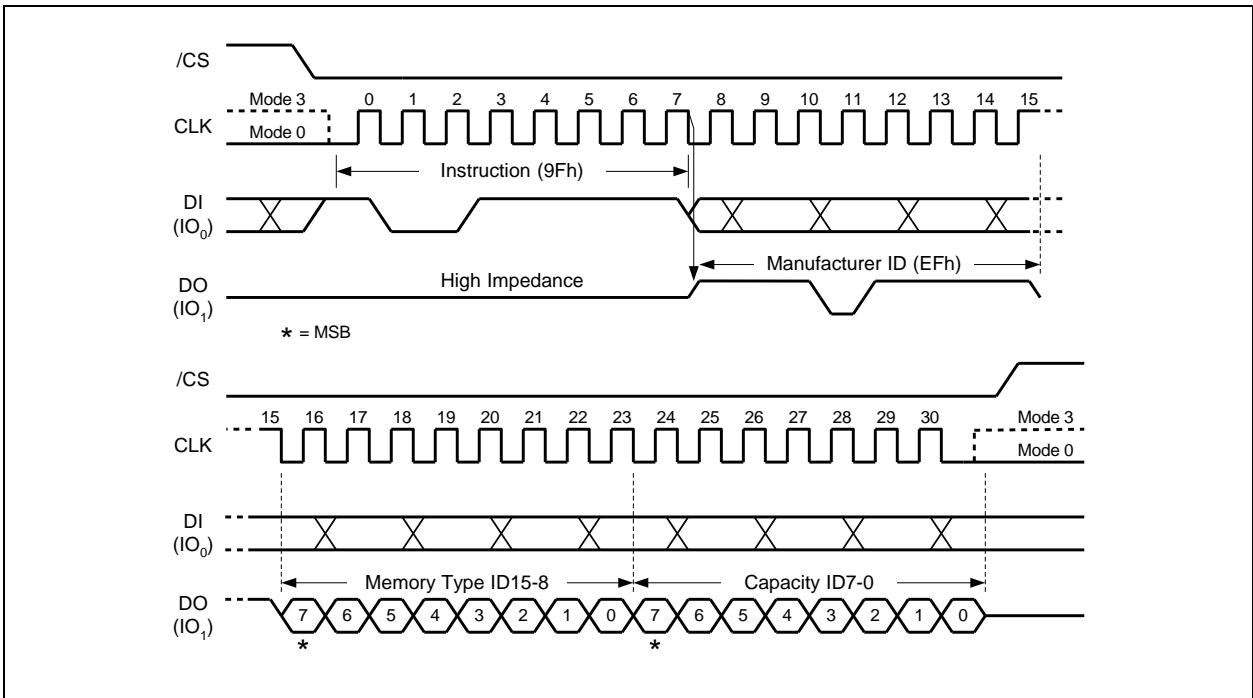 /CS
Mode 3 0 1 2 3 4 5 6 7 8 9 10 11 12 13 14 15
CLK
Mode 0
Instruction (9Fh)
DI
(IO₀)
Manufacturer ID (EFh)
High Impedance
DO
(IO₁)
* = MSB
/CS
15 16 17 18 19 20 21 22 23 24 25 26 27 28 29 30 Mode 3
CLK
Mode 0
DI
(IO₀)
Memory Type ID15-8 Capacity ID7-0
DO
(IO₁)
7 6 5 4 3 2 1 0 7 6 5 4 3 2 1 0
* *